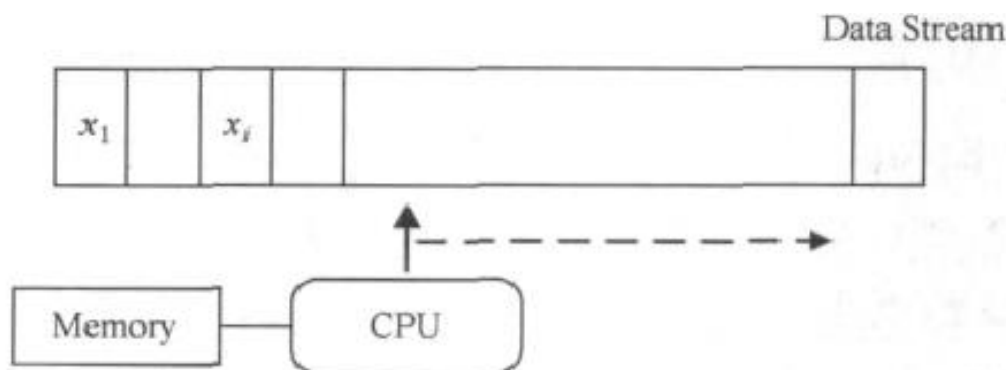 Data Stream
x₁ xᵢ
Memory CPU